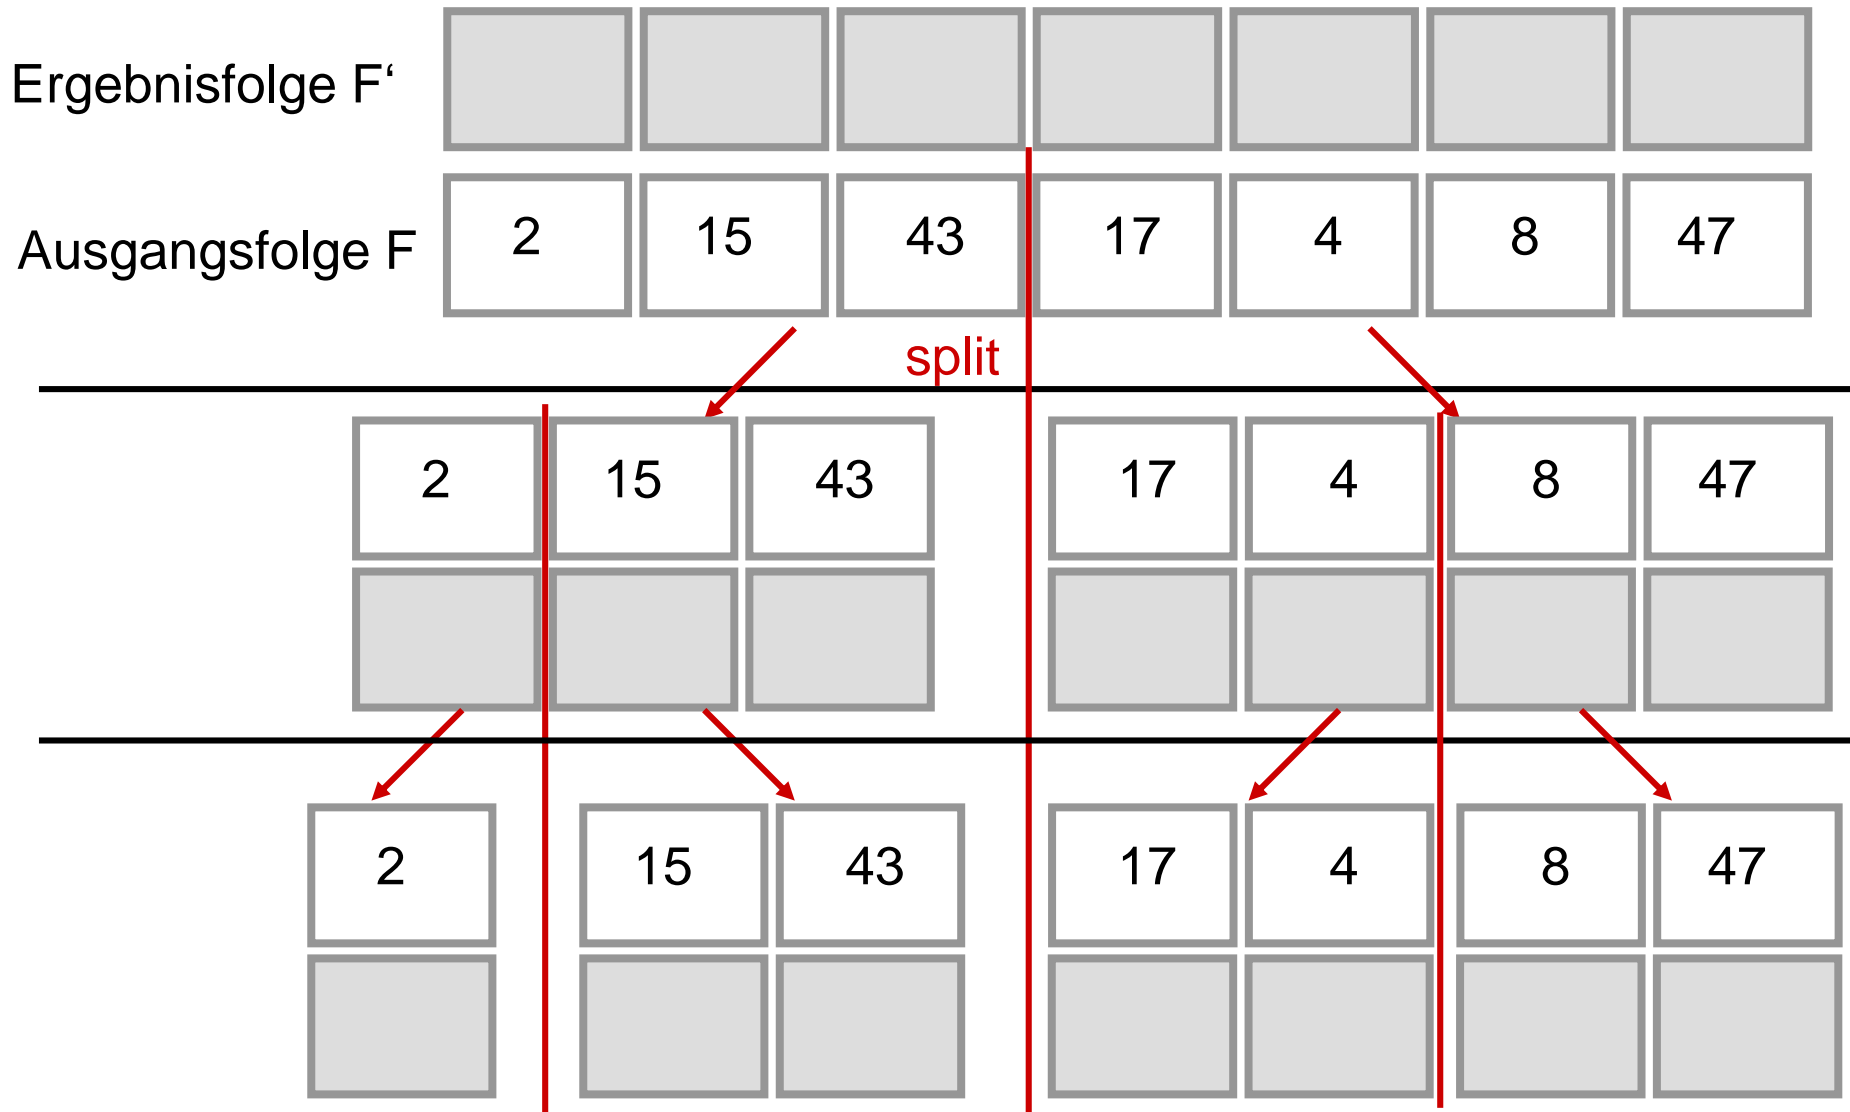 Ergebnisfolge F‘
Ausgangsfolge F 2 15 43 17 4 8 47
split
2 15 43 17 4 8 47
2 15 43 17 4 8 47